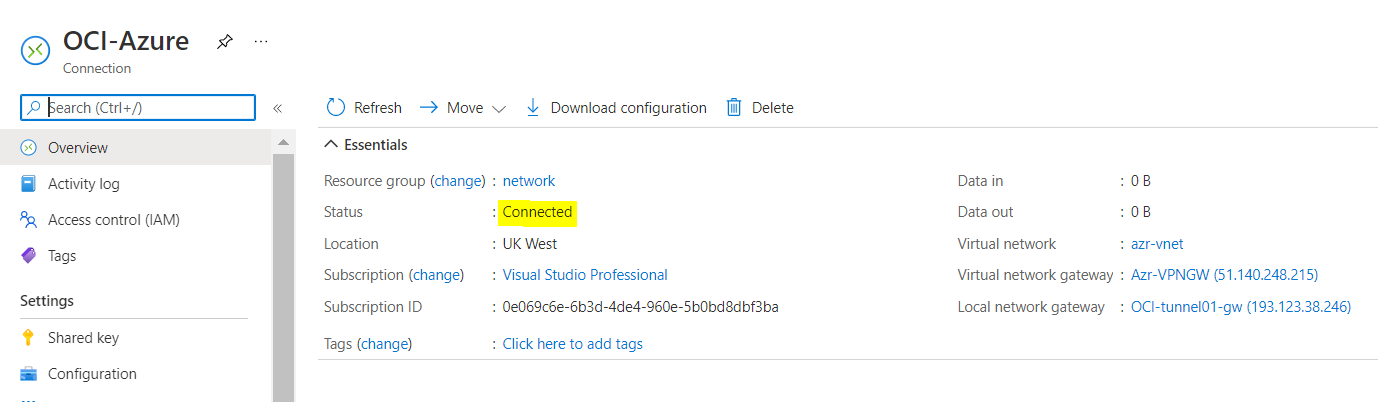 OCI-Azure
Connection
Search (Ctrl+/)
Overview
Activity log
Access control (IAM)
Tags
Settings
Shared key
Configuration
Refresh
Move
Download configuration
Delete
Essentials
Resource group (change) : network
Status : Connected
Location : UK West
Subscription (change) : Visual Studio Professional
Subscription ID : 0e069c6e-6b3d-4de4-960e-5b0bd8dbf3ba
Tags (change) : Click here to add tags
Data in : 0 B
Data out : 0 B
Virtual network : azr-vnet
Virtual network gateway : Azr-VPNGW (51.140.248.215)
Local network gateway : OCI-tunnel01-gw (193.123.38.246)